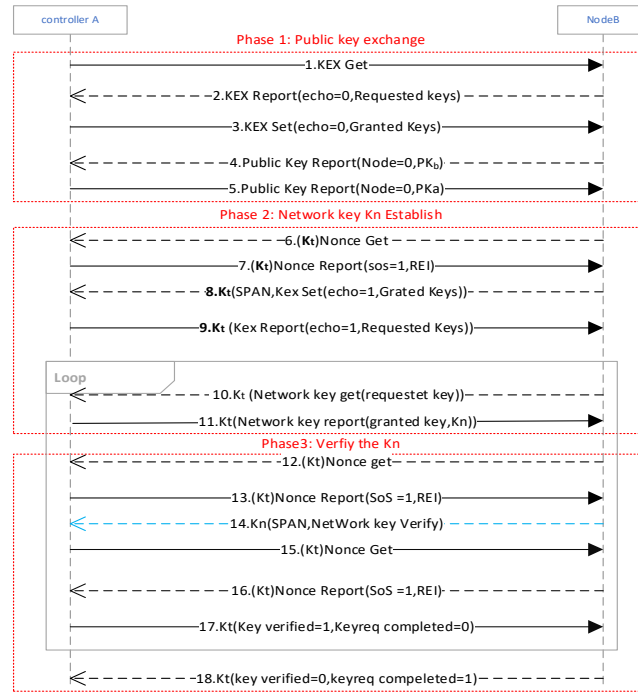 controller A
NodeB
Phase 1: Public key exchange
1.KEX Get
2.KEX Report(echo=0,Requested keys)
3.KEX Set(echo=0,Granted Keys)
4.Public Key Report(Node=0,PKb)
5.Public Key Report(Node=0,PKa)
Phase 2: Network key Kn Establish
6.(Kt)Nonce Get
7.(Kt)Nonce Report(sos=1,REI)
8.Kt(SPAN,Kex Set(echo=1,Grated Keys))
9.Kt (Kex Report(echo=1,Requested Keys))
Loop
10.Kt (Network key get(requestet key))
11.Kt(Network key report(granted key,Kn))
Phase3: Verfiy the Kn
12.(Kt)Nonce get
13.(Kt)Nonce Report(SoS =1,REI)
14.Kn(SPAN,NetWork key Verify)
15.(Kt)Nonce Get
16.(Kt)Nonce Report(SoS =1,REI)
17.Kt(Key verified=1,Keyreq completed=0)
18.Kt(key verified=0,keyreq compeleted=1)